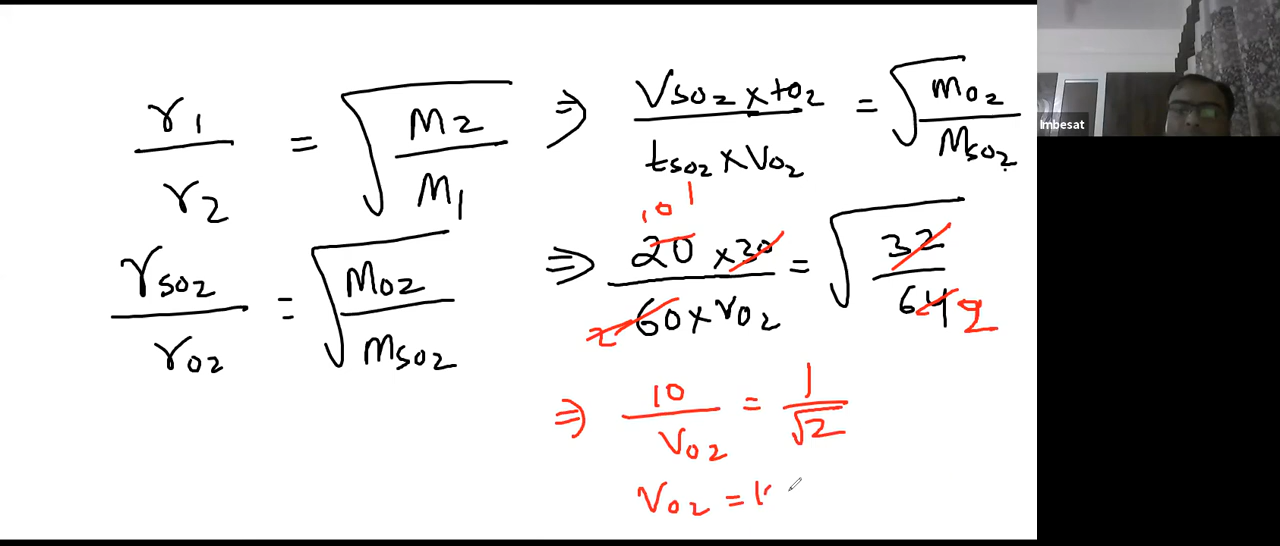 r1/r2 = √(M2/M1) ⇒ (VSO2 × tO2)/(tSO2 × VO2) = √(MO2/MSO2)
Imbesat
rSO2/rO2 = √(MO2/MSO2)
10 1
⇒ (20 × 30)/(60 × VO2) = √(32/64)
2 2
⇒ 10/VO2 = 1/√2
VO2 = 1